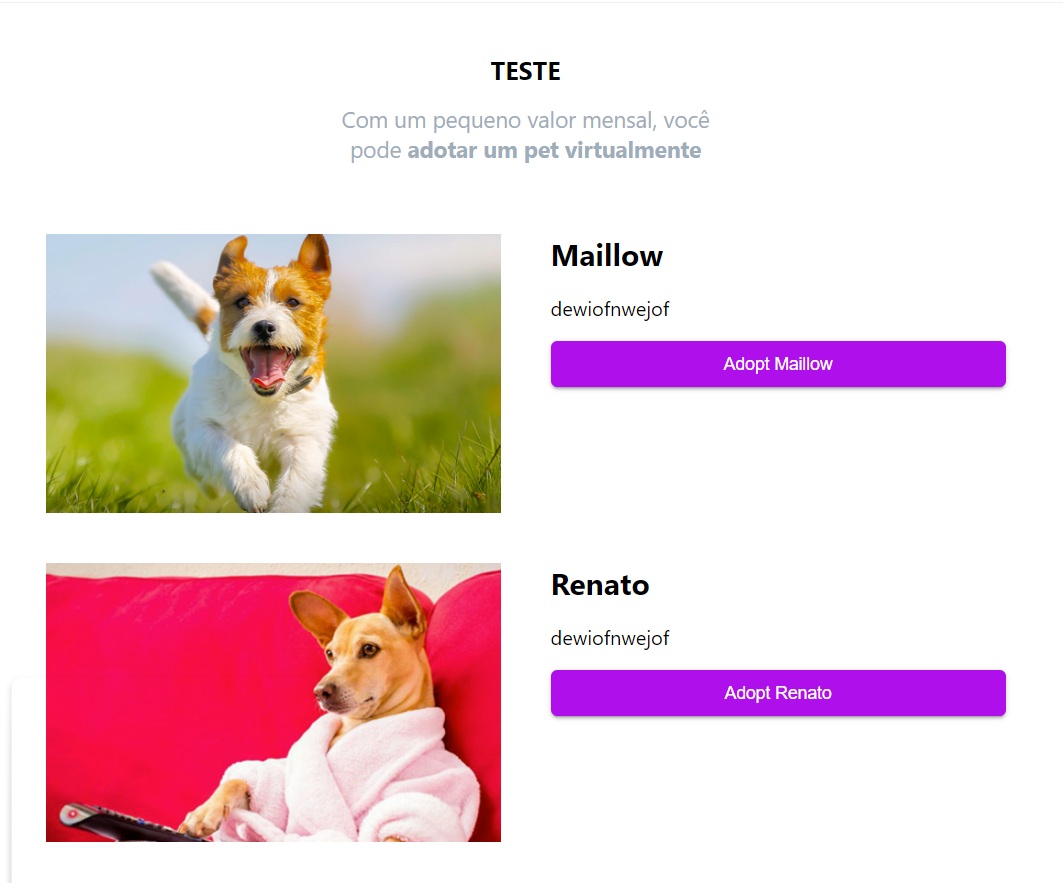 TESTE
Com um pequeno valor mensal, você
pode adotar um pet virtualmente
Maillow
dewiofnwejof
Adopt Maillow
Renato
dewiofnwejof
Adopt Renato